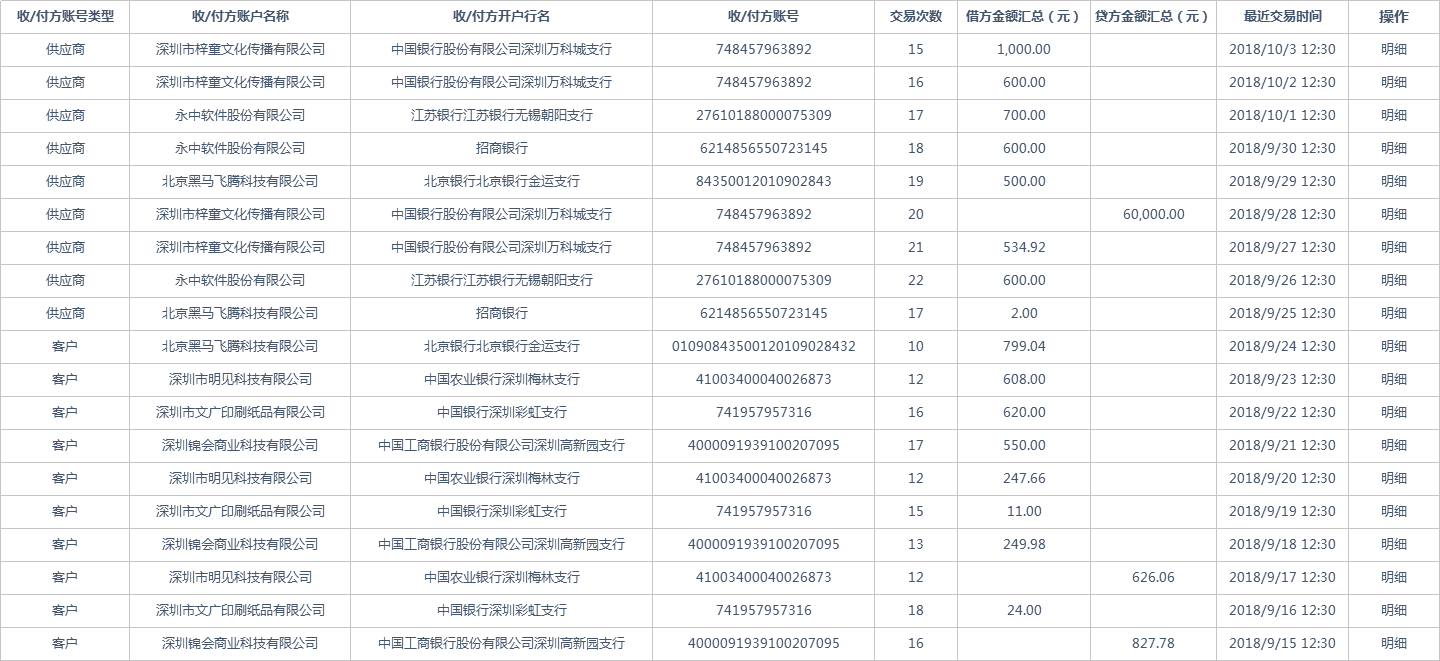 收/付方账号类型 收/付方账户名称 收/付方开户行名 收/付方账号 交易次数 借方金额汇总（元） 贷方金额汇总（元） 最近交易时间 操作
供应商 深圳市梓童文化传播有限公司 中国银行股份有限公司深圳万科城支行 748457963892 15 1,000.00 2018/10/3 12:30 明细
供应商 深圳市梓童文化传播有限公司 中国银行股份有限公司深圳万科城支行 748457963892 16 600.00 2018/10/2 12:30 明细
供应商 永中软件股份有限公司 江苏银行江苏银行无锡朝阳支行 27610188000075309 17 700.00 2018/10/1 12:30 明细
供应商 永中软件股份有限公司 招商银行 6214856550723145 18 600.00 2018/9/30 12:30 明细
供应商 北京黑马飞腾科技有限公司 北京银行北京银行金运支行 84350012010902843 19 500.00 2018/9/29 12:30 明细
供应商 深圳市梓童文化传播有限公司 中国银行股份有限公司深圳万科城支行 748457963892 20 60,000.00 2018/9/28 12:30 明细
供应商 深圳市梓童文化传播有限公司 中国银行股份有限公司深圳万科城支行 748457963892 21 534.92 2018/9/27 12:30 明细
供应商 永中软件股份有限公司 江苏银行江苏银行无锡朝阳支行 27610188000075309 22 600.00 2018/9/26 12:30 明细
供应商 北京黑马飞腾科技有限公司 招商银行 6214856550723145 17 2.00 2018/9/25 12:30 明细
客户 北京黑马飞腾科技有限公司 北京银行北京银行金运支行 01090843500120109028432 10 799.04 2018/9/24 12:30 明细
客户 深圳市明见科技有限公司 中国农业银行深圳梅林支行 41003400040026873 12 608.00 2018/9/23 12:30 明细
客户 深圳市文广印刷纸品有限公司 中国银行深圳彩虹支行 741957957316 16 620.00 2018/9/22 12:30 明细
客户 深圳锦会商业科技有限公司 中国工商银行股份有限公司深圳高新园支行 4000091939100207095 17 550.00 2018/9/21 12:30 明细
客户 深圳市明见科技有限公司 中国农业银行深圳梅林支行 41003400040026873 12 247.66 2018/9/20 12:30 明细
客户 深圳市文广印刷纸品有限公司 中国银行深圳彩虹支行 741957957316 15 11.00 2018/9/19 12:30 明细
客户 深圳锦会商业科技有限公司 中国工商银行股份有限公司深圳高新园支行 4000091939100207095 13 249.98 2018/9/18 12:30 明细
客户 深圳市明见科技有限公司 中国农业银行深圳梅林支行 41003400040026873 12 626.06 2018/9/17 12:30 明细
客户 深圳市文广印刷纸品有限公司 中国银行深圳彩虹支行 741957957316 18 24.00 2018/9/16 12:30 明细
客户 深圳锦会商业科技有限公司 中国工商银行股份有限公司深圳高新园支行 4000091939100207095 16 827.78 2018/9/15 12:30 明细